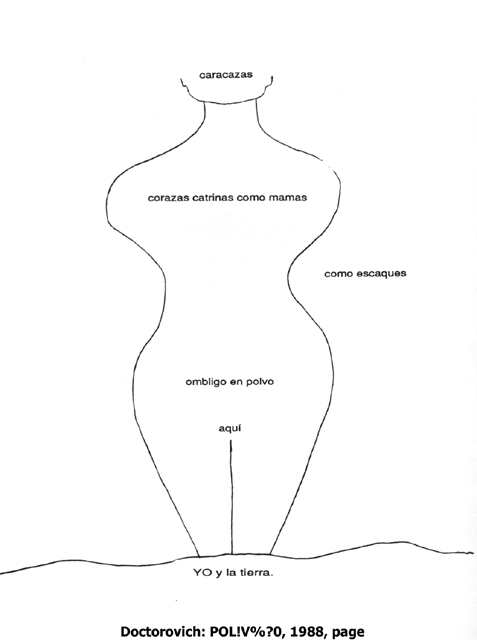 caracazas
corazas catrinas como mamas
como escaques
ombligo en polvo
aquí
YO y la tierra.
Doctorovich: POL!V%?0, 1988, page